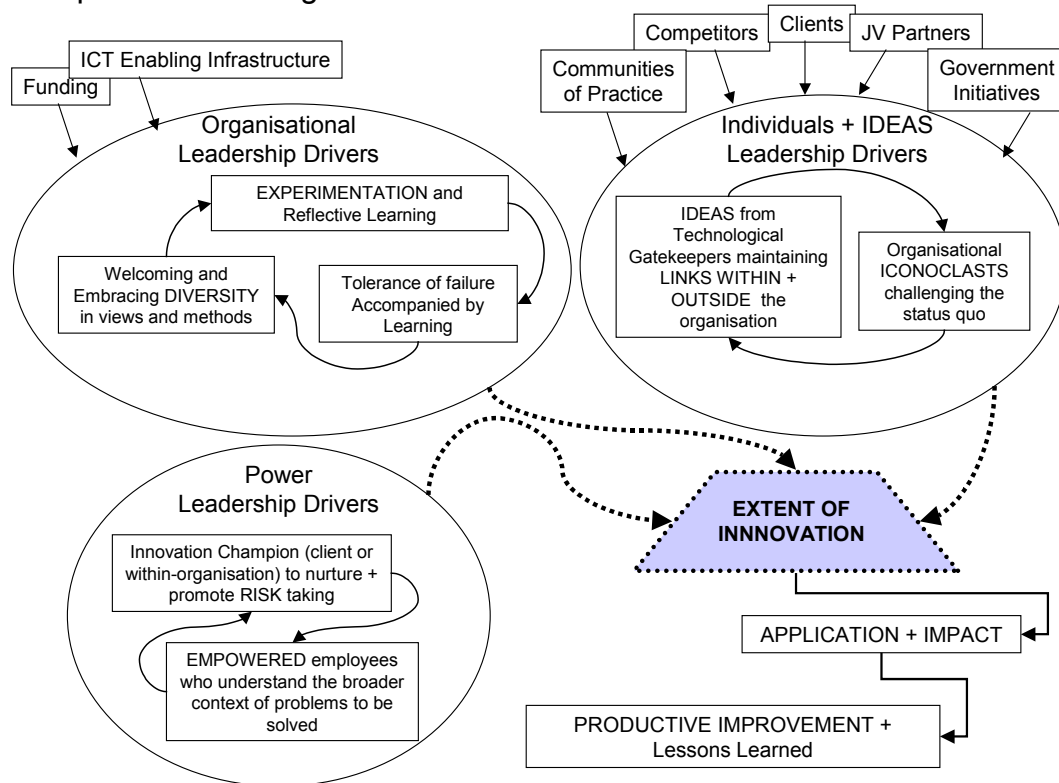 ICT Enabling Infrastructure
Funding
Organisational
Leadership Drivers
EXPERIMENTATION and
Reflective Learning
Welcoming and
Embracing DIVERSITY
in views and methods
Tolerance of failure
Accompanied by
Learning
Competitors
Clients
JV Partners
Communities
of Practice
Government
Initiatives
Individuals + IDEAS
Leadership Drivers
IDEAS from
Technological
Gatekeepers maintaining
LINKS WITHIN +
OUTSIDE the
organisation
Organisational
ICONOCLASTS
challenging the
status quo
Power
Leadership Drivers
Innovation Champion (client or
within-organisation) to nurture +
promote RISK taking
EMPOWERED employees
who understand the broader
context of problems to be
solved
EXTENT OF
INNNOVATION
APPLICATION + IMPACT
PRODUCTIVE IMPROVEMENT +
Lessons Learned